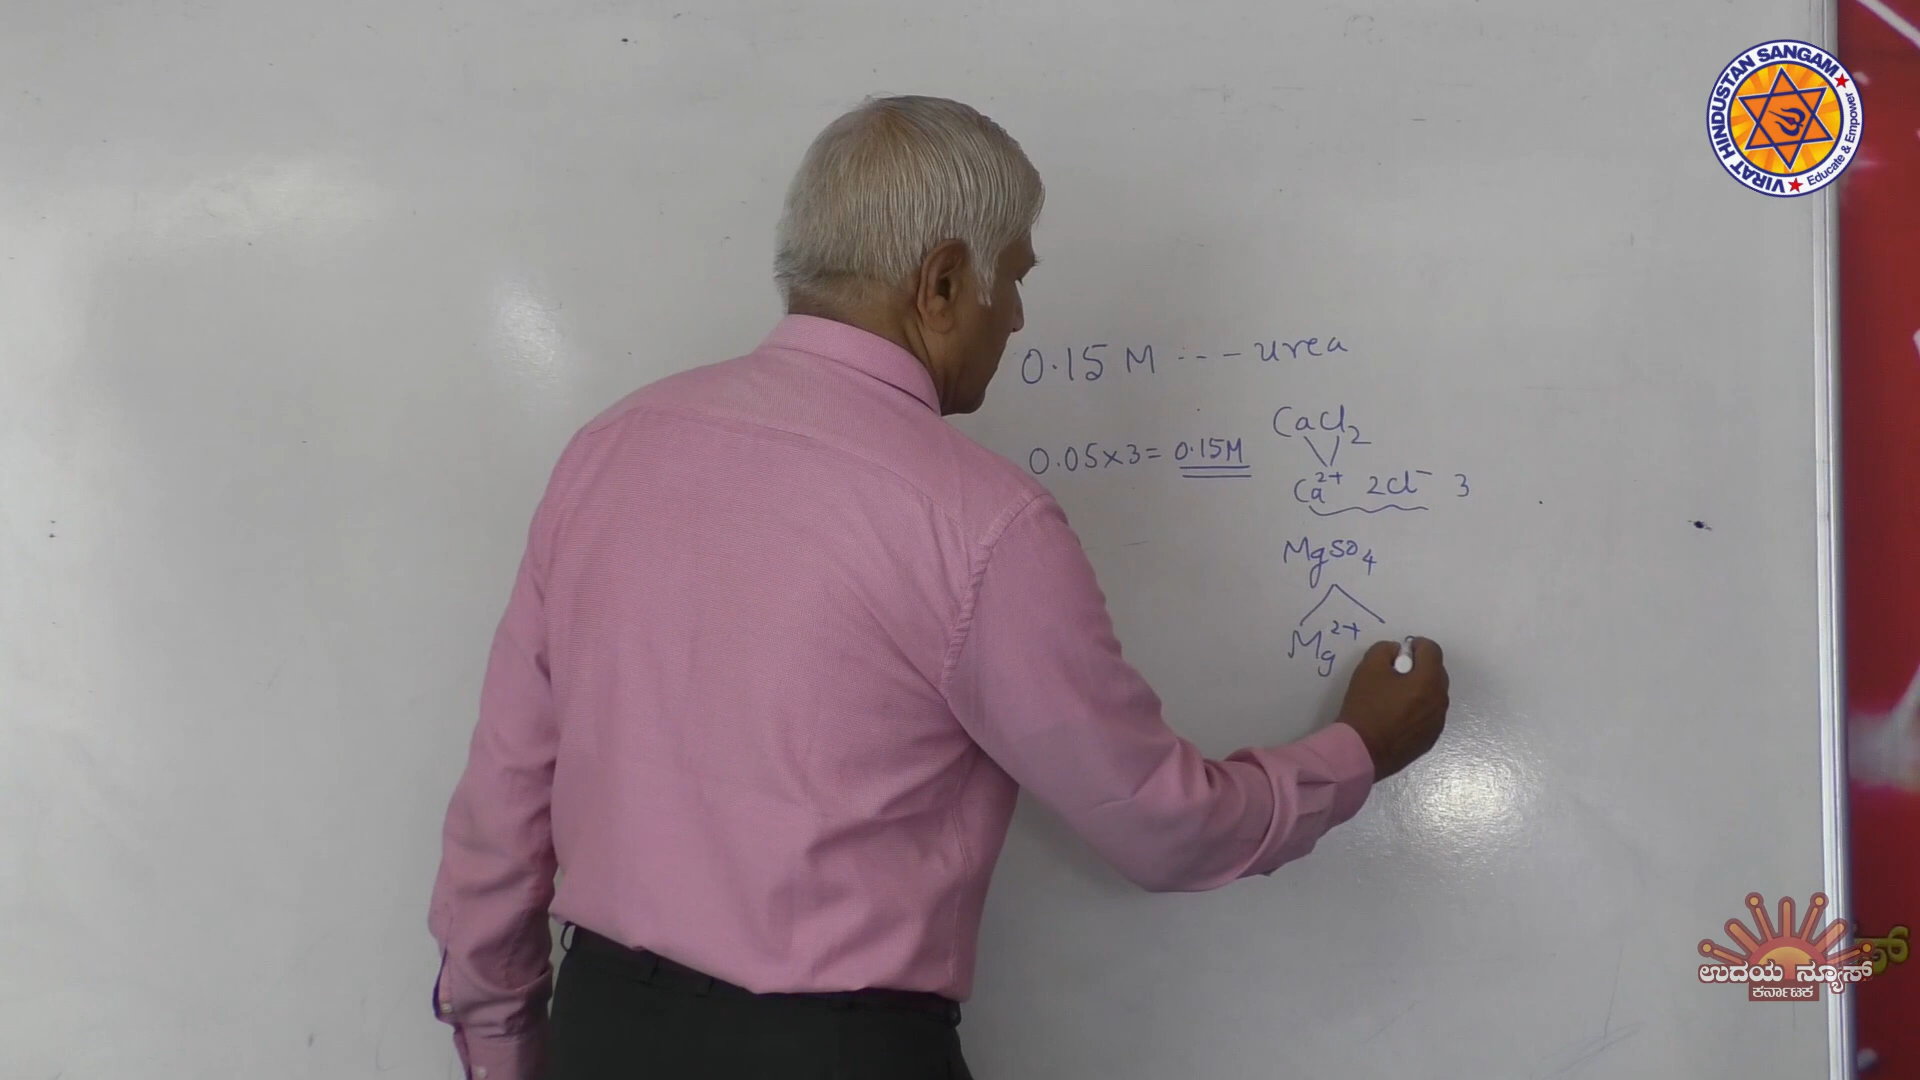 VIRAT HINDUSTAN SANGAM
Educate & Empower
0.15 M --- urea
CaCl₂
0.05×3= 0.15M
Ca²⁺ 2Cl⁻ 3
MgSO₄
Mg²⁺
ಉದಯ ನ್ಯೂಸ್
ಕರ್ನಾಟಕ